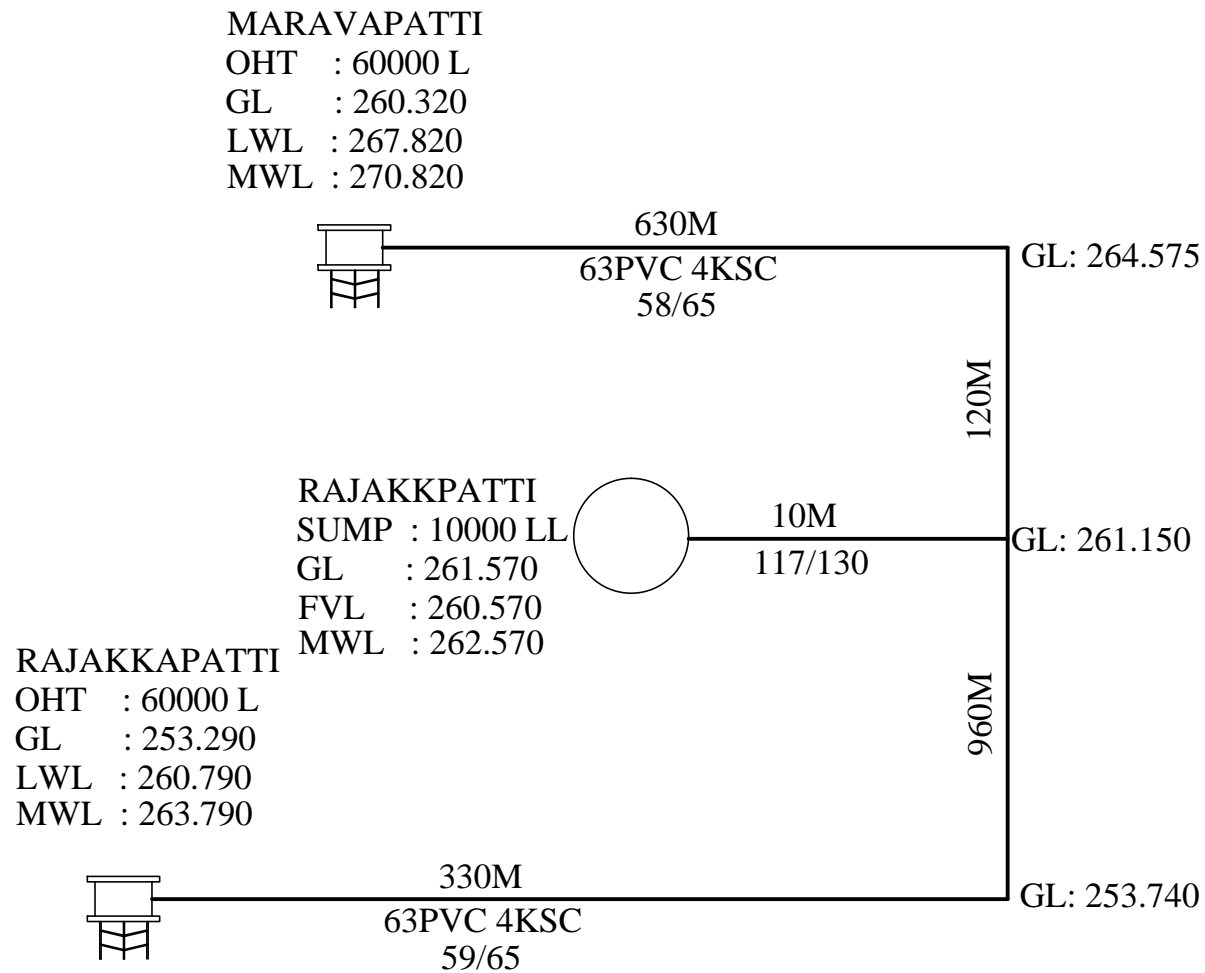 MARAVAPATTI
OHT : 60000 L
GL : 260.320
LWL : 267.820
MWL : 270.820
630M
63PVC 4KSC
58/65
GL: 264.575
120M
RAJAKKPATTI
SUMP : 10000 LL
GL : 261.570
FVL : 260.570
MWL : 262.570
10M
117/130
GL: 261.150
RAJAKKAPATTI
OHT : 60000 L
GL : 253.290
LWL : 260.790
MWL : 263.790
960M
330M
63PVC 4KSC
59/65
GL: 253.740